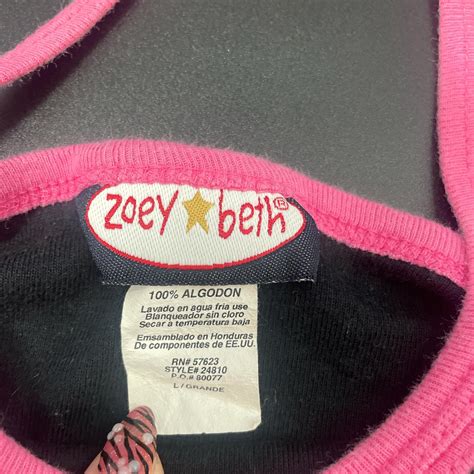 zoey beth®
100% ALGODON
Lavado en agua fria use
Blanqueador sin cloro
Secar a temperatura baja
Emsamblado en Honduras
De componentes de EE.UU.
RN# 57623
STYLE# 24810
P.O.# 80077
L / GRANDE